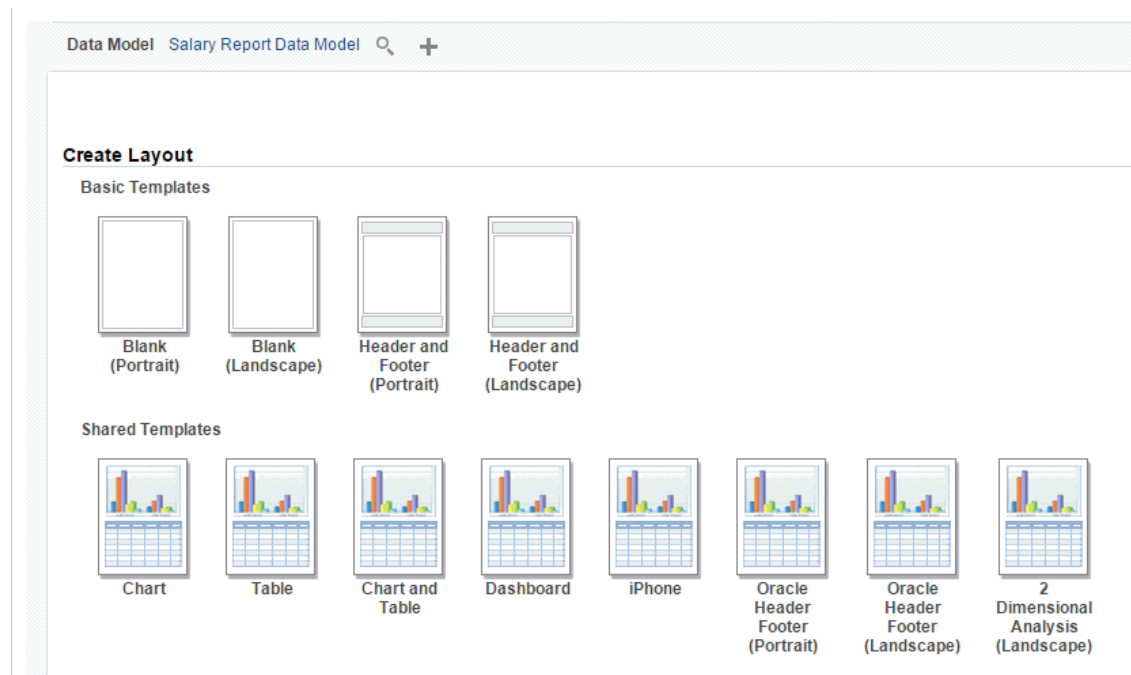 Data Model Salary Report Data Model
Create Layout
Basic Templates
Blank
(Portrait)
Blank
(Landscape)
Header and
Footer
(Portrait)
Header and
Footer
(Landscape)
Shared Templates
Chart
Table
Chart and
Table
Dashboard
iPhone
Oracle
Header
Footer
(Portrait)
Oracle
Header
Footer
(Landscape)
2
Dimensional
Analysis
(Landscape)